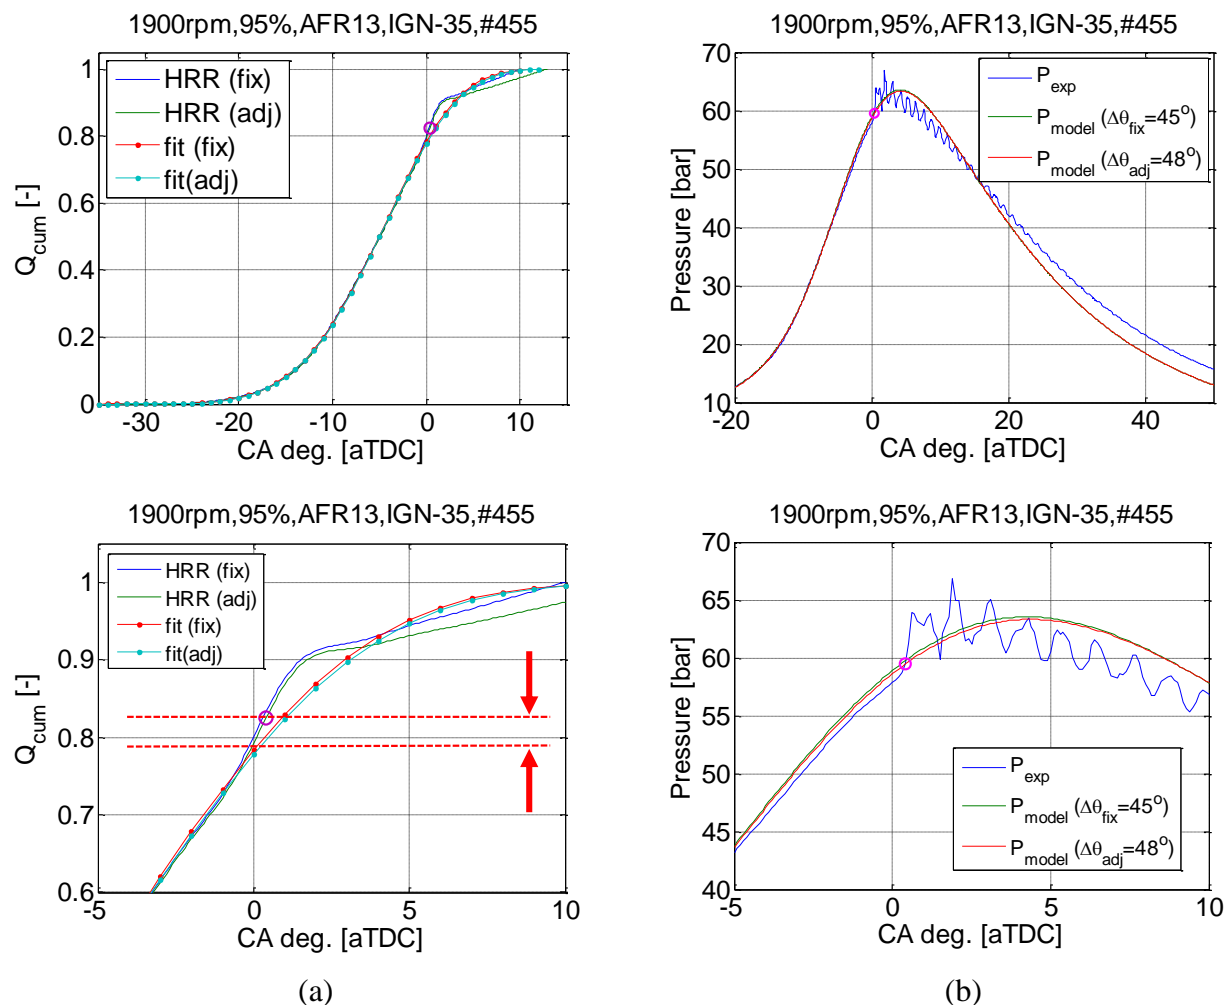 1900rpm,95%,AFR13,IGN-35,#455
HRR (fix)
HRR (adj)
fit (fix)
fit(adj)
1
0.8
0.6
0.4
0.2
0
Q_cum [-]
-30
-20
-10
0
10
CA deg. [aTDC]
1900rpm,95%,AFR13,IGN-35,#455
P_exp
P_model (Δθ_fix=45°)
P_model (Δθ_adj=48°)
70
60
50
40
30
20
10
Pressure [bar]
-20
0
20
40
CA deg. [aTDC]
1900rpm,95%,AFR13,IGN-35,#455
HRR (fix)
HRR (adj)
fit (fix)
fit(adj)
1
0.9
0.8
0.7
0.6
Q_cum [-]
-5
0
5
10
CA deg. [aTDC]
(a)
1900rpm,95%,AFR13,IGN-35,#455
70
65
60
55
50
45
40
Pressure [bar]
P_exp
P_model (Δθ_fix=45°)
P_model (Δθ_adj=48°)
-5
0
5
10
CA deg. [aTDC]
(b)